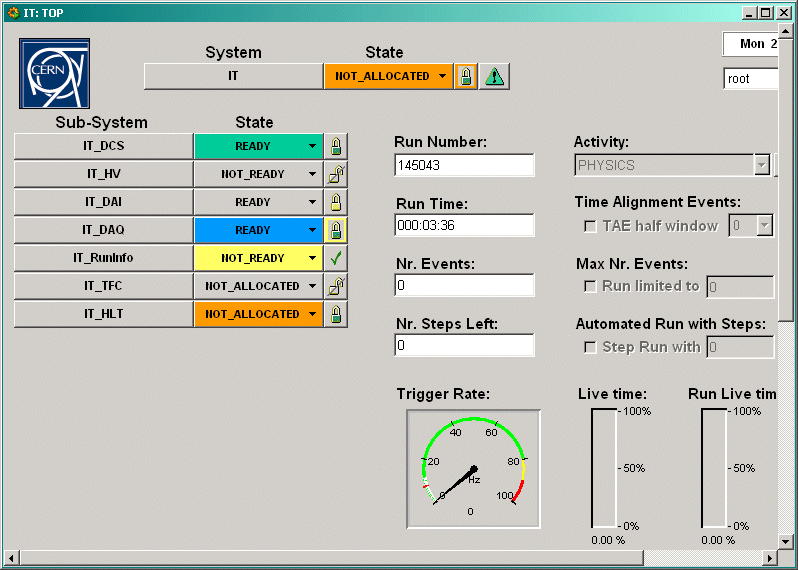 IT: TOP
CERN
System State
IT NOT_ALLOCATED
Mon 2
root
Sub-System State
IT_DCS READY
IT_HV NOT_READY
IT_DAI READY
IT_DAQ READY
IT_RunInfo NOT_READY
IT_TFC NOT_ALLOCATED
IT_HLT NOT_ALLOCATED
Run Number:
145043
Run Time:
000:03:36
Nr. Events:
0
Nr. Steps Left:
0
Activity:
PHYSICS
Time Alignment Events:
TAE half window 0
Max Nr. Events:
Run limited to 0
Automated Run with Steps:
Step Run with 0
Trigger Rate:
40 60
20 80
Hz
0 100
0
Live time:
100%
50%
0%
0.00 %
Run Live tim
100%
50%
0%
0.00 %